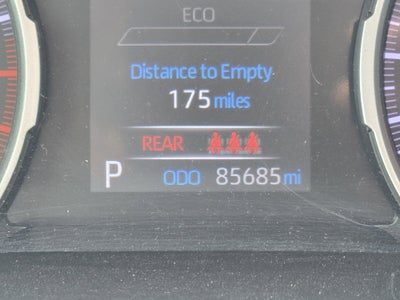 ECO
Distance to Empty
175 miles
REAR
P ODO 85685 mi